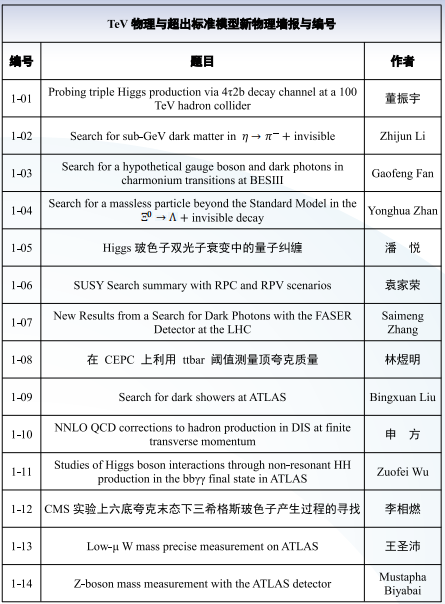 TeV 物理与超出标准模型新物理墙报与编号
编号 题目 作者
1-01 Probing triple Higgs production via 4τ2b decay channel at a 100 TeV hadron collider 董振宇
1-02 Search for sub-GeV dark matter in η → π⁻ + invisible Zhijun Li
1-03 Search for a hypothetical gauge boson and dark photons in charmonium transitions at BESIII Gaofeng Fan
1-04 Search for a massless particle beyond the Standard Model in the Ξ⁰ → Λ + invisible decay Yonghua Zhan
1-05 Higgs 玻色子双光子衰变中的量子纠缠 潘 悦
1-06 SUSY Search summary with RPC and RPV scenarios 袁家荣
1-07 New Results from a Search for Dark Photons with the FASER Detector at the LHC Saimeng Zhang
1-08 在 CEPC 上利用 ttbar 阈值测量顶夸克质量 林煜明
1-09 Search for dark showers at ATLAS Bingxuan Liu
1-10 NNLO QCD corrections to hadron production in DIS at finite transverse momentum 申 方
1-11 Studies of Higgs boson interactions through non-resonant HH production in the bbγγ final state in ATLAS Zuofei Wu
1-12 CMS 实验上六底夸克末态下三希格斯玻色子产生过程的寻找 李相燃
1-13 Low-μ W mass precise measurement on ATLAS 王圣沛
1-14 Z-boson mass measurement with the ATLAS detector Mustapha Biyabai